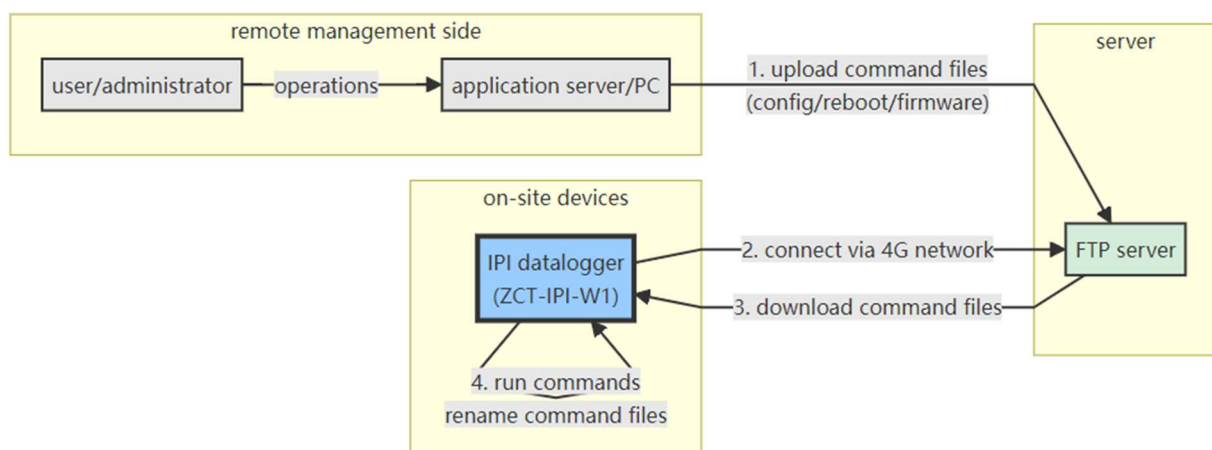 remote management side
user/administrator
operations
application server/PC
1. upload command files
(config/reboot/firmware)
server
on-site devices
IPI datalogger
(ZCT-IPI-W1)
2. connect via 4G network
FTP server
3. download command files
4. run commands
rename command files